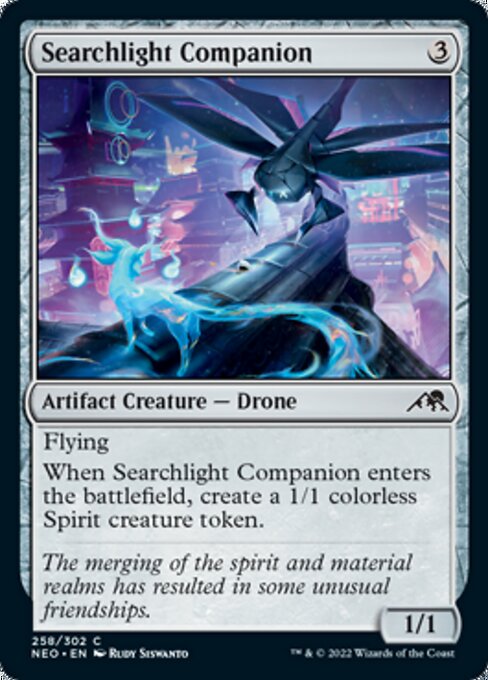 Searchlight Companion 3
Artifact Creature — Drone
Flying
When Searchlight Companion enters
the battlefield, create a 1/1 colorless
Spirit creature token.
The merging of the spirit and material
realms has resulted in some unusual
friendships.
1/1
258/302 C
NEO • EN Rudy Siswanto
™ & © 2022 Wizards of the Coast